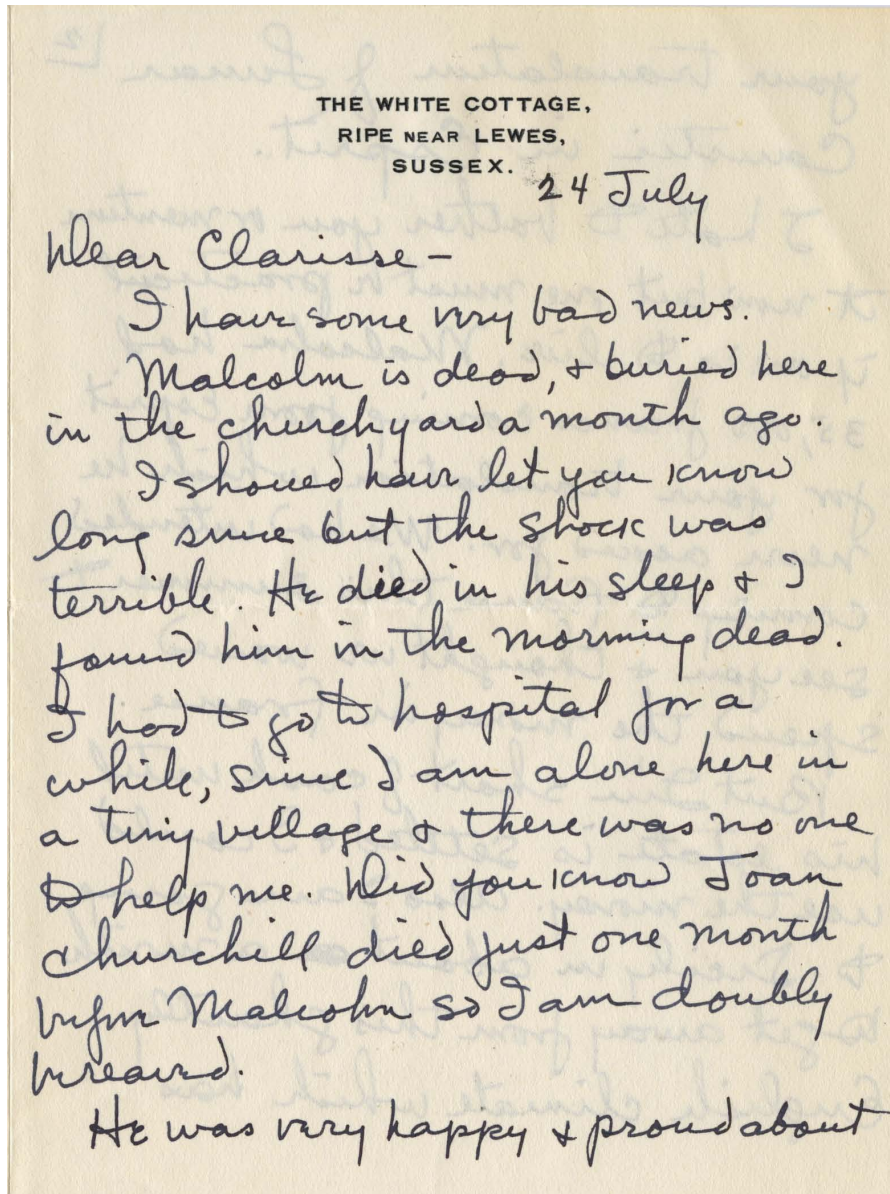 THE WHITE COTTAGE,
RIPE NEAR LEWES,
SUSSEX.
24 July
Dear Clarisse –
I have some very bad news.
Malcolm is dead, & buried here
in the churchyard a month ago.
I should have let you know
long since but the shock was
terrible. He died in his sleep & I
found him in the morning dead.
I had to go to hospital for a
while, since I am alone here in
a tiny village & there was no one
to help me. Did you know Joan
Churchill died just one month
before Malcolm so I am doubly
bereaved.
He was very happy & proud about